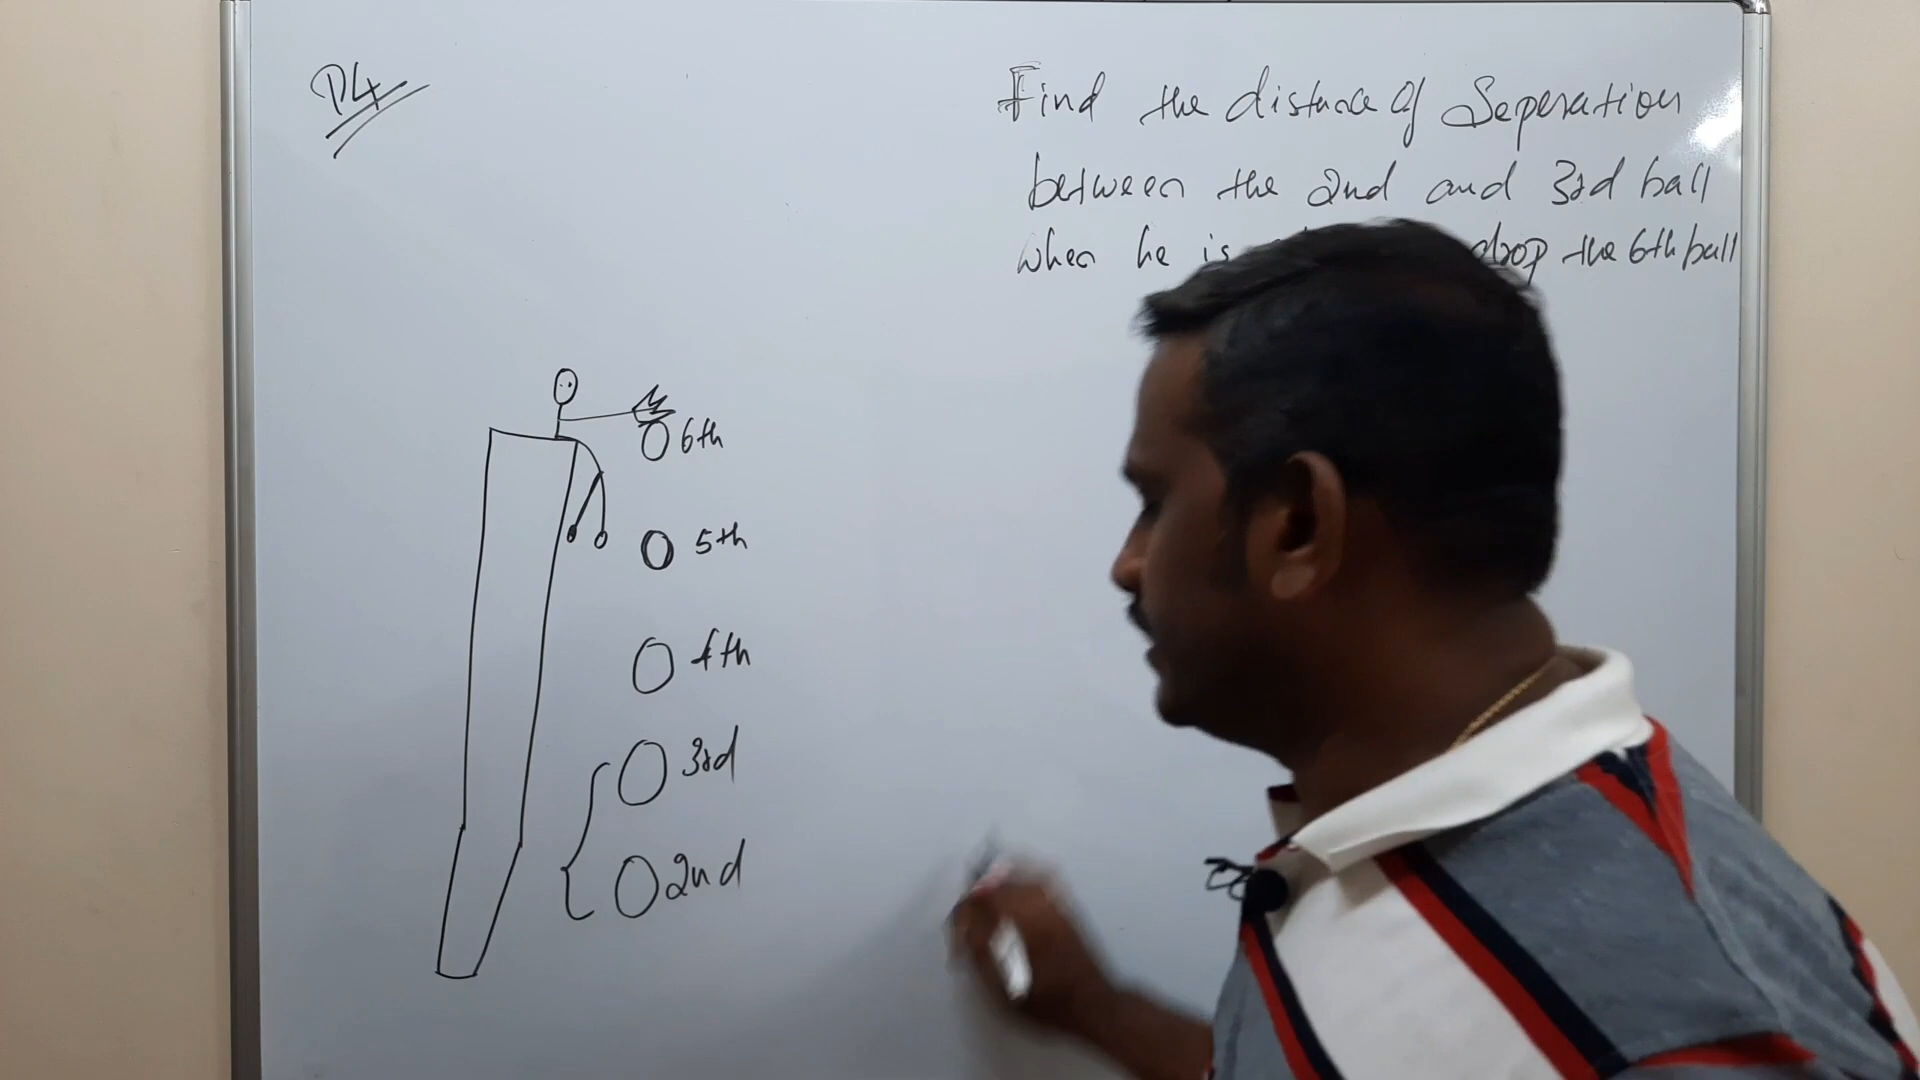 P4
Find the distance of Seperation
between the 2nd and 3rd ball
when he is drop the 6th ball
6th
5th
4th
3rd
2nd